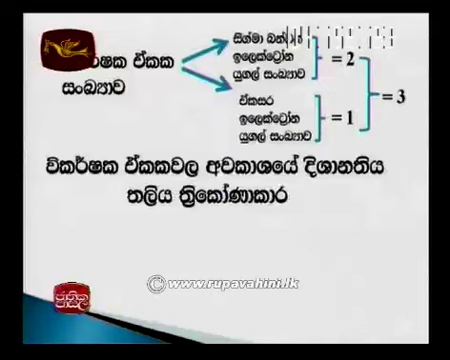 සිග්මා බන්ධන
ඉලෙක්ට්‍රෝන
යුගල් සංඛ්‍යාව
= 2
ඒකක
සංඛ්‍යාව
= 3
ඒකසර
ඉලෙක්ට්‍රෝන
යුගල් සංඛ්‍යාව
= 1
විකර්ෂක ඒකකවල අවකාශයේ දිශානතිය
තලිය ත්‍රිකෝණාකාර
© www.rupavahini.lk
ජාතික
පාසල